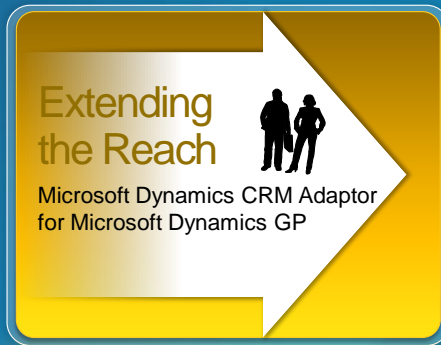 Extending
the Reach
Microsoft Dynamics CRM Adaptor
for Microsoft Dynamics GP